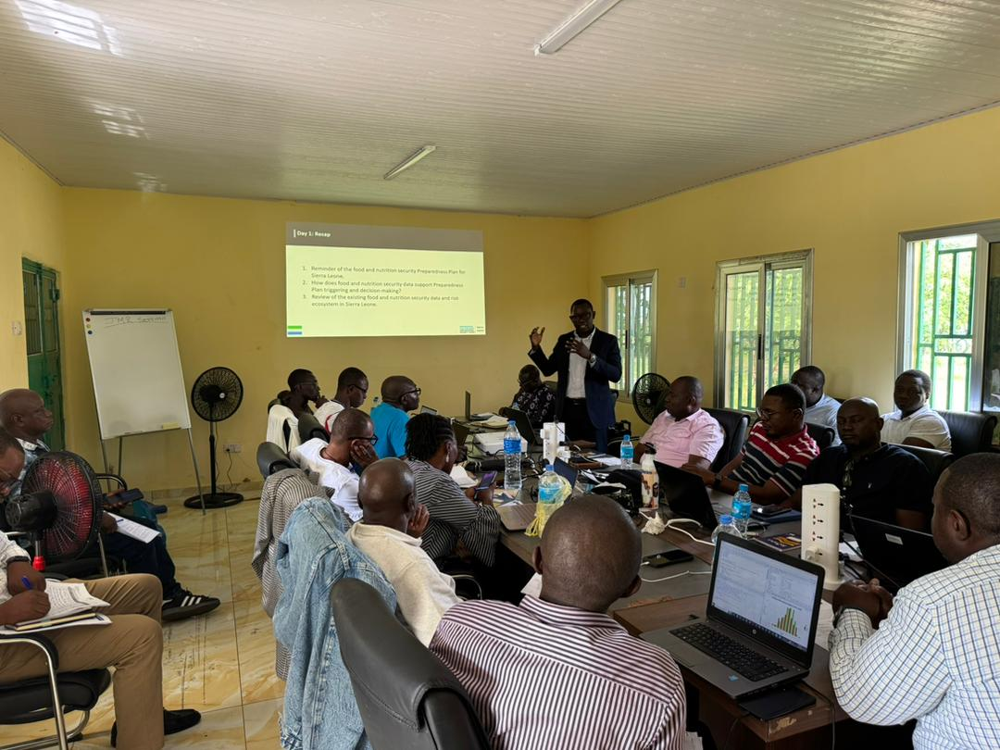 Day 1: Recap
1. Reminder of the food and nutrition security Preparedness Plan for
Sierra Leone.
2. How does food and nutrition security data support Preparedness
Plan triggering and decision-making?
3. Review of the existing food and nutrition security data and risk
ecosystem in Sierra Leone.
hp